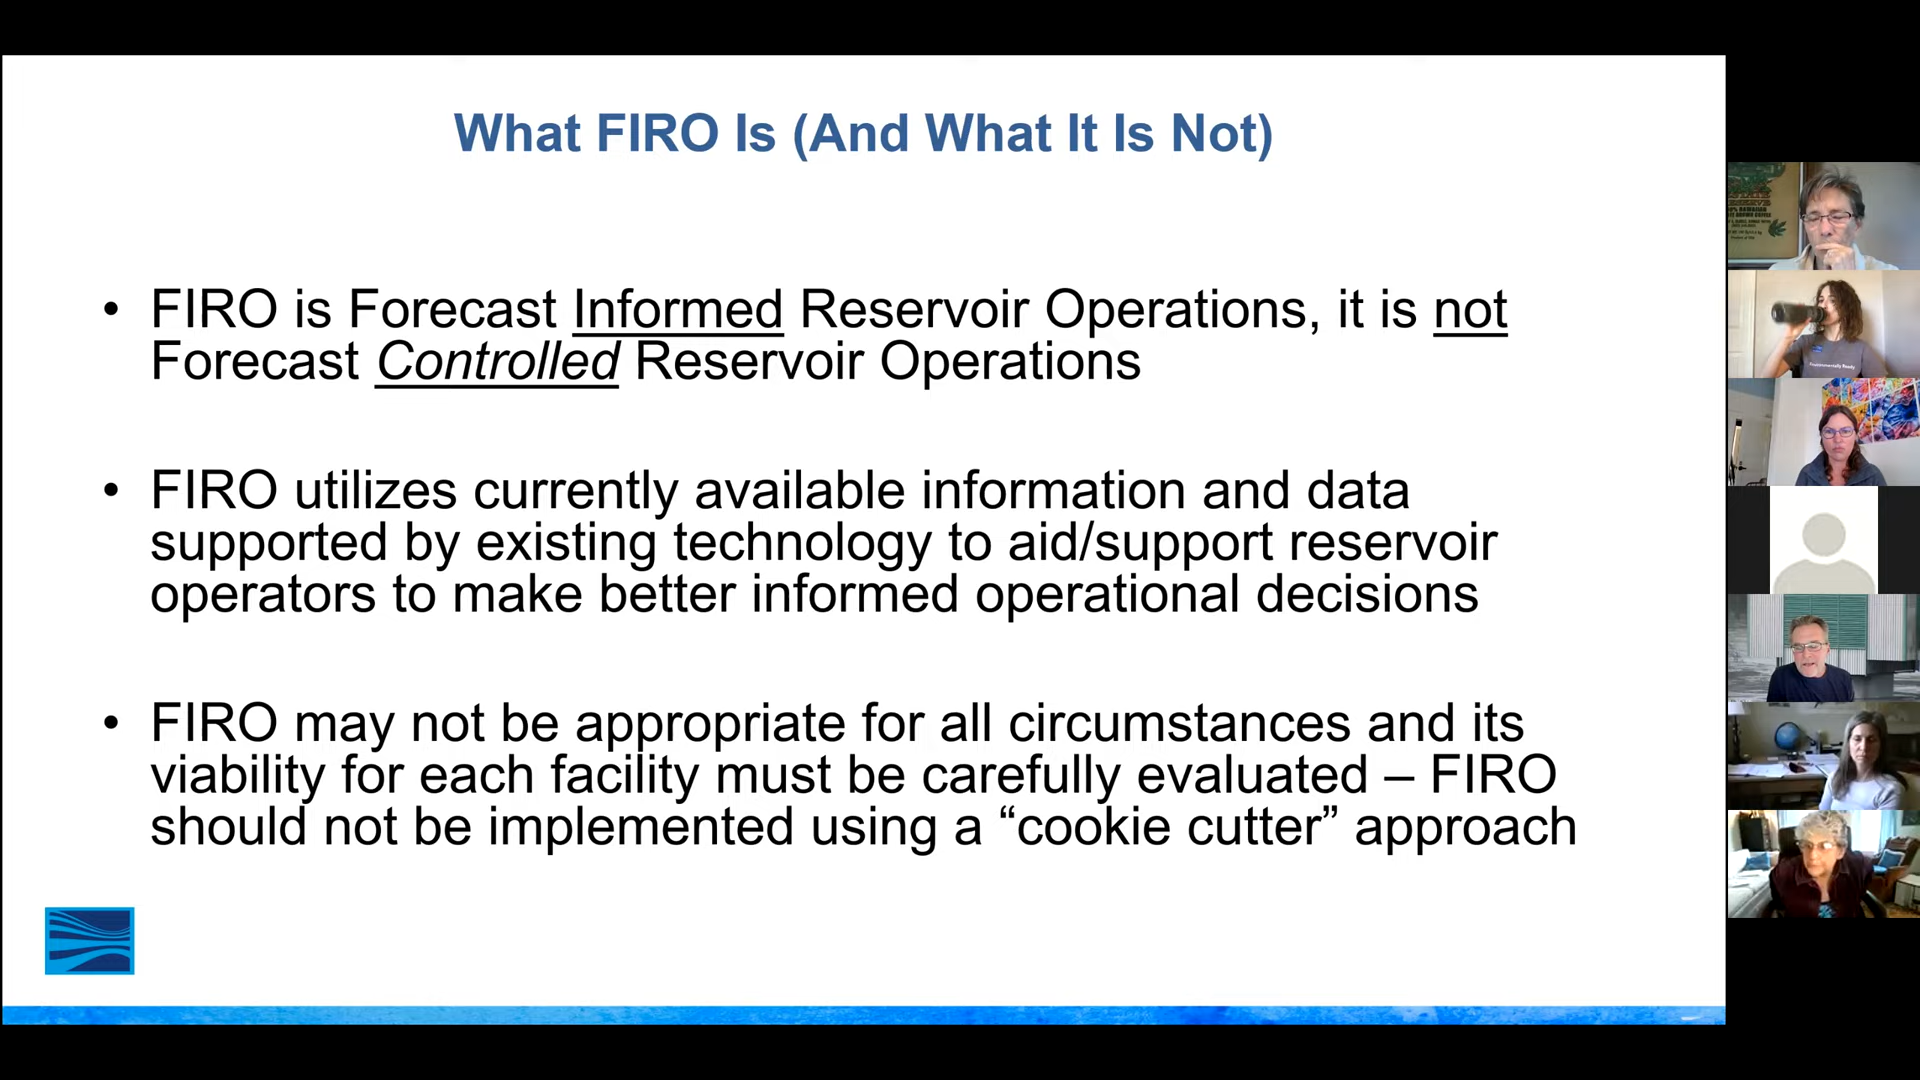 What FIRO Is (And What It Is Not)
• FIRO is Forecast Informed Reservoir Operations, it is not
Forecast Controlled Reservoir Operations
• FIRO utilizes currently available information and data
supported by existing technology to aid/support reservoir
operators to make better informed operational decisions
• FIRO may not be appropriate for all circumstances and its
viability for each facility must be carefully evaluated – FIRO
should not be implemented using a “cookie cutter” approach